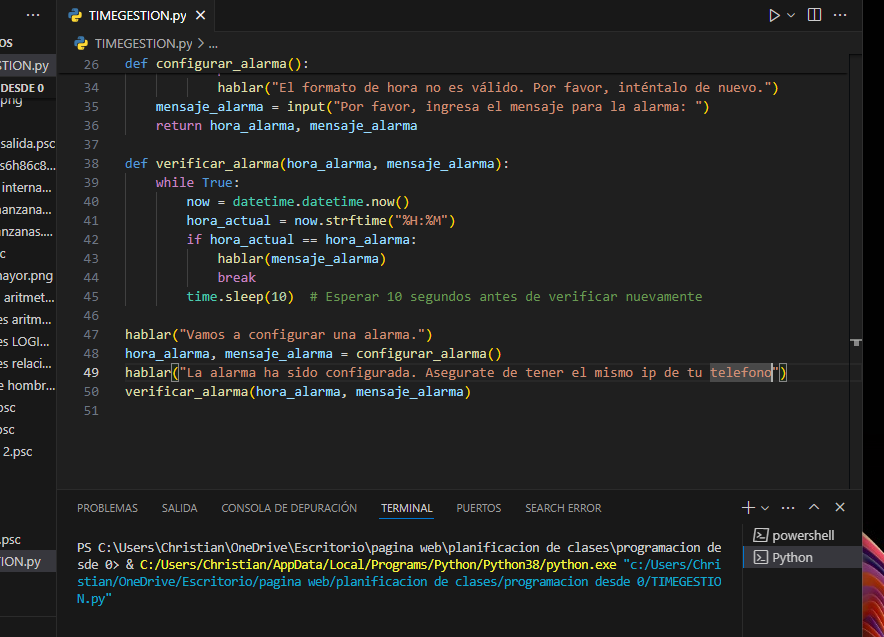 TIMEGESTION.py
OS
STION.py
DESDE 0
png
salida.psc
s6h86c8...
interna...
anzana...
anzanas....
c
ayor.png
aritmet...
es aritm...
es LOGI...
es relaci...
e hombr...
psc
psc
2.psc
.psc
ION.py
TIMEGESTION.py > ...
26 def configurar_alarma():
34 hablar("El formato de hora no es válido. Por favor, inténtalo de nuevo.")
35 mensaje_alarma = input("Por favor, ingresa el mensaje para la alarma: ")
36 return hora_alarma, mensaje_alarma
37
38 def verificar_alarma(hora_alarma, mensaje_alarma):
39 while True:
40 now = datetime.datetime.now()
41 hora_actual = now.strftime("%H:%M")
42 if hora_actual == hora_alarma:
43 hablar(mensaje_alarma)
44 break
45 time.sleep(10) # Esperar 10 segundos antes de verificar nuevamente
46
47 hablar("Vamos a configurar una alarma.")
48 hora_alarma, mensaje_alarma = configurar_alarma()
49 hablar("La alarma ha sido configurada. Asegurate de tener el mismo ip de tu telefono")
50 verificar_alarma(hora_alarma, mensaje_alarma)
51
PROBLEMAS SALIDA CONSOLA DE DEPURACIÓN TERMINAL PUERTOS SEARCH ERROR
PS C:\Users\Christian\OneDrive\Escritorio\pagina web\planificacion de clases\programacion de
sde 0> & C:/Users/Christian/AppData/Local/Programs/Python/Python38/python.exe "c:/Users/Chri
stian/OneDrive/Escritorio/pagina web/planificacion de clases/programacion desde 0/TIMEGESTIO
N.py"
powershell
Python